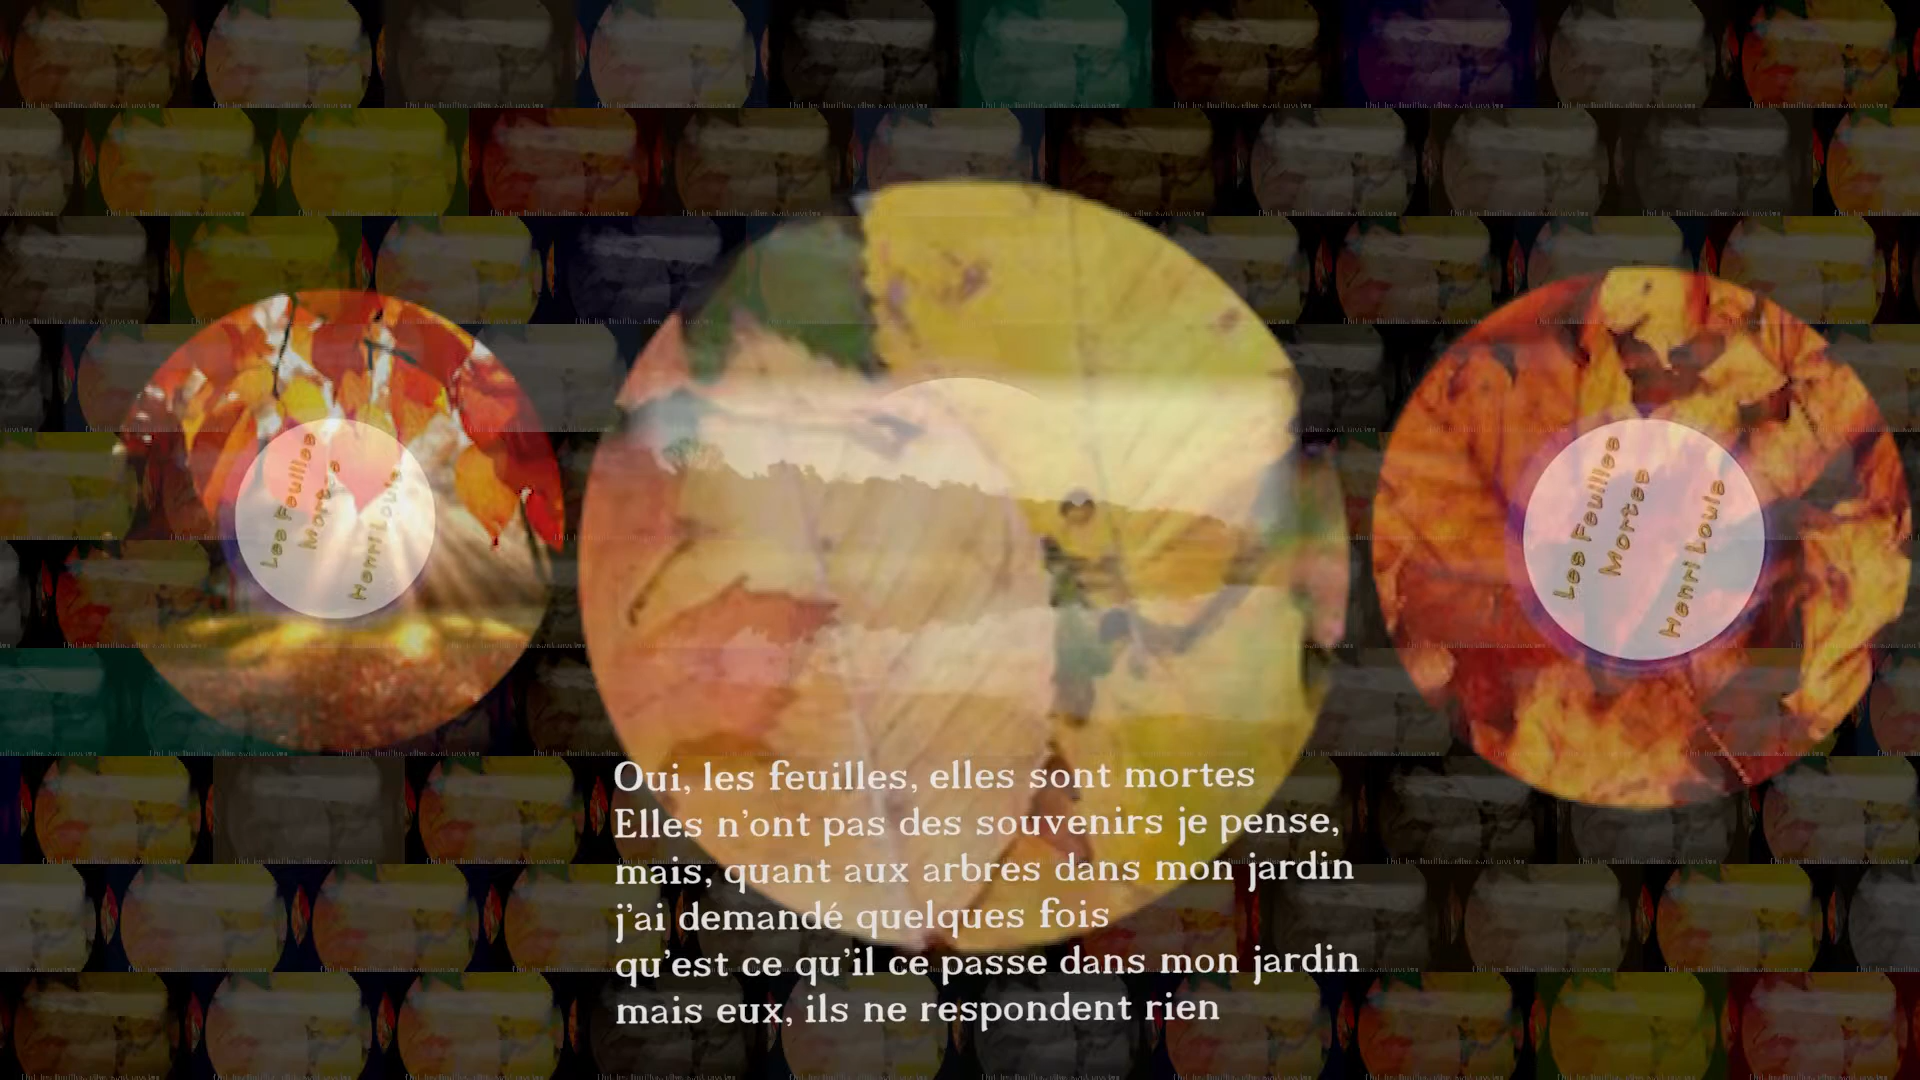 Les Feuilles
Mortes
Henri Louis
Les Feuilles
Mortes
Henri Louis
Oui, les feuilles, elles sont mortes
Elles n'ont pas des souvenirs je pense,
mais, quant aux arbres dans mon jardin
j'ai demandé quelques fois
qu'est ce qu'il ce passe dans mon jardin
mais eux, ils ne respondent rien